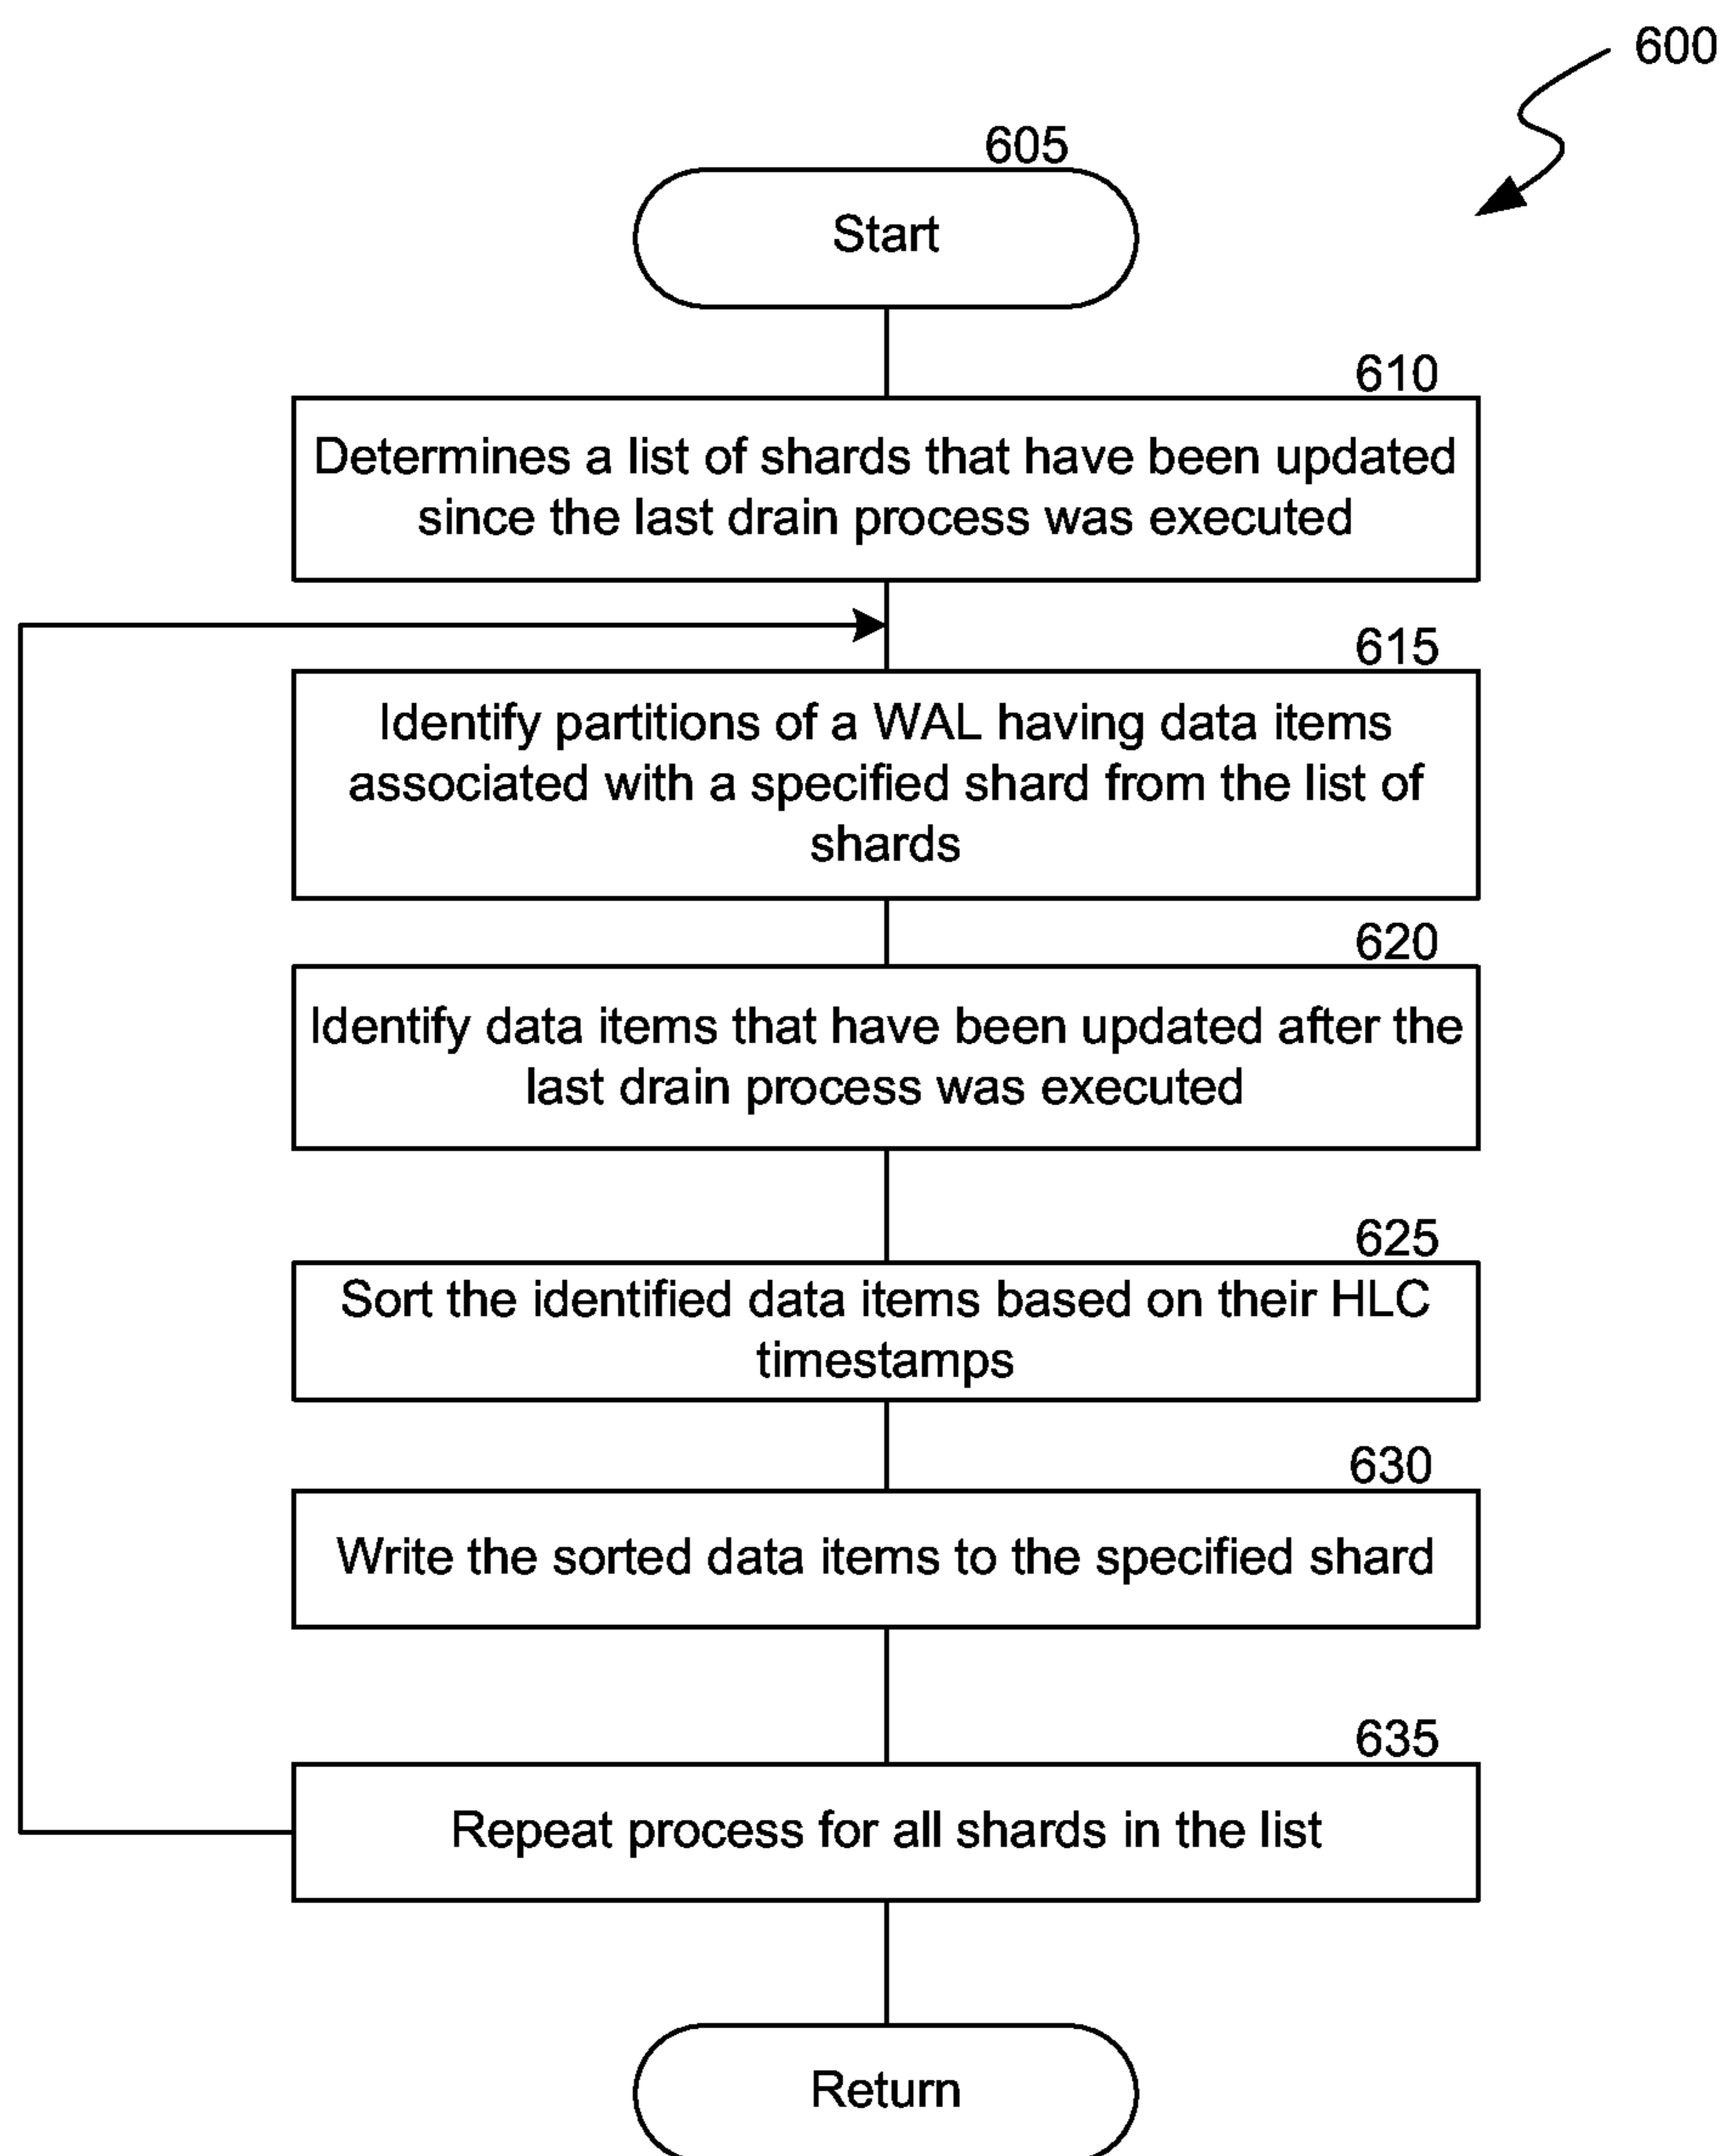 600
605
Start
610
Determines a list of shards that have been updated
since the last drain process was executed
615
Identify partitions of a WAL having data items
associated with a specified shard from the list of
shards
620
Identify data items that have been updated after the
last drain process was executed
625
Sort the identified data items based on their HLC
timestamps
630
Write the sorted data items to the specified shard
635
Repeat process for all shards in the list
Return